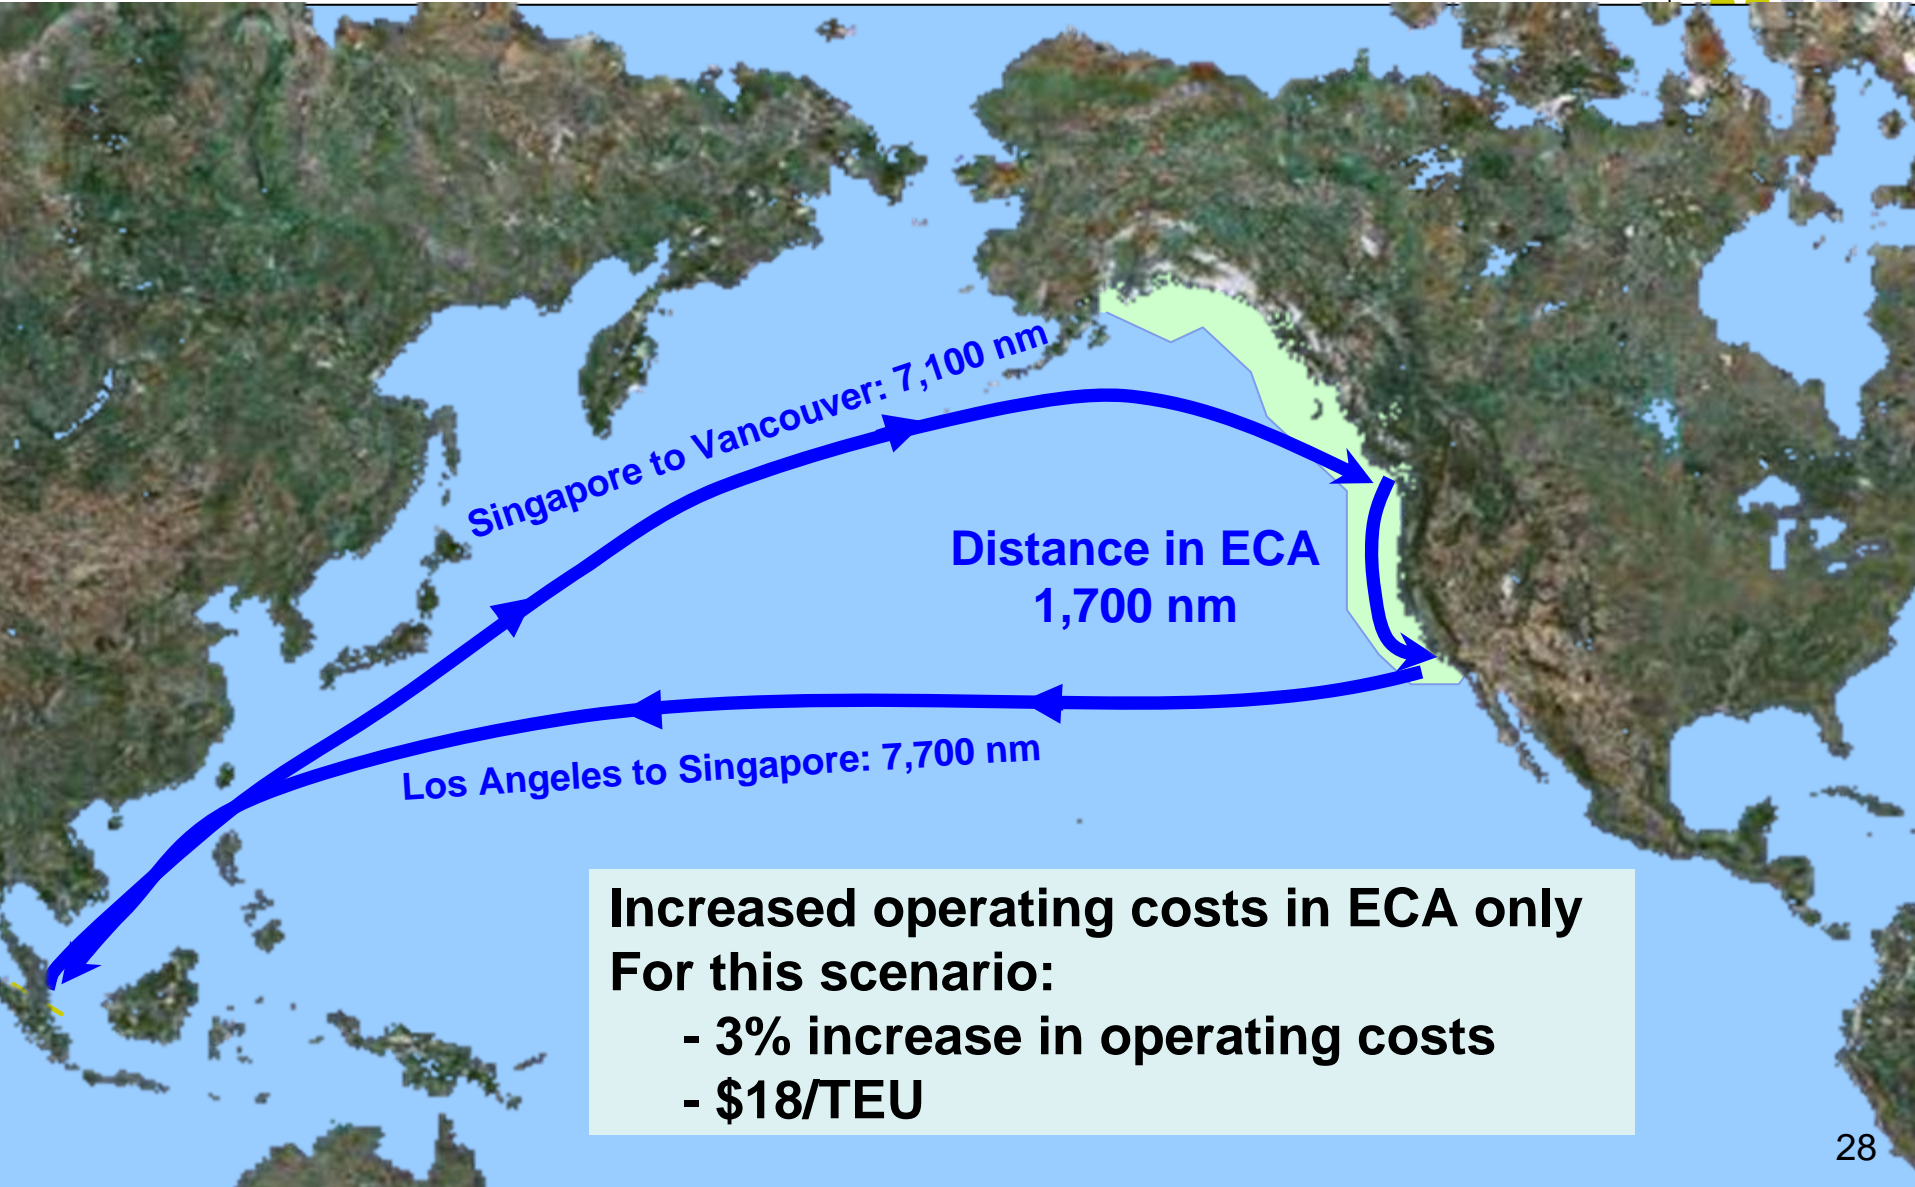 Singapore to Vancouver: 7,100 nm
Distance in ECA
1,700 nm
Los Angeles to Singapore: 7,700 nm
Increased operating costs in ECA only
For this scenario:
- 3% increase in operating costs
- $18/TEU
28